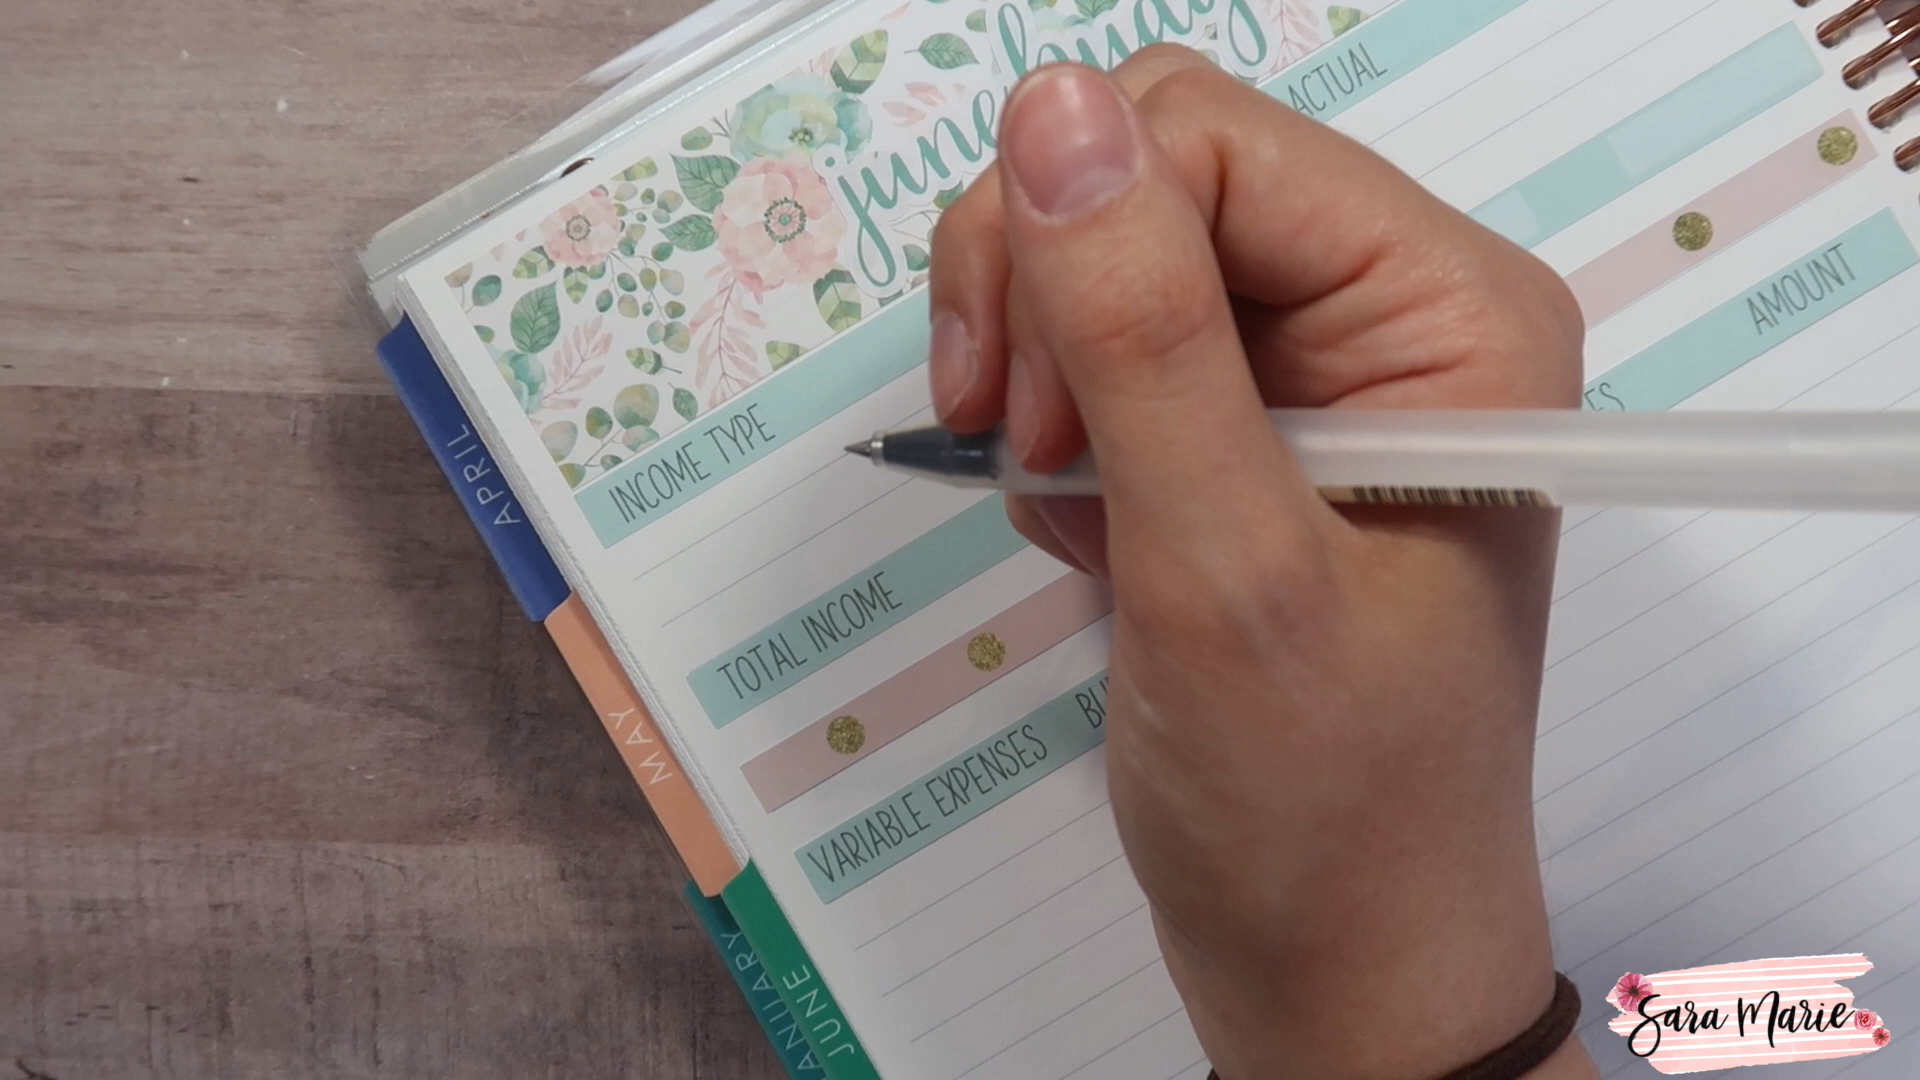 june
ACTUAL
INCOME TYPE
TOTAL INCOME
AMOUNT
VARIABLE EXPENSES
APRIL
MAY
JUNE
Sara Marie